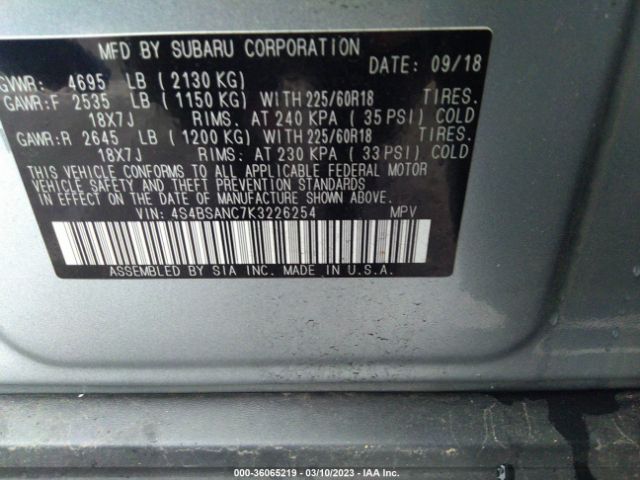 MFD BY SUBARU CORPORATION
DATE: 09/18
GVWR: 4695 LB ( 2130 KG)
GAWR:F 2535 LB ( 1150 KG) WITH 225/60R18 TIRES.
18X7J RIMS. AT 240 KPA ( 35 PSI) COLD
GAWR:R 2645 LB ( 1200 KG) WITH 225/60R18 TIRES.
18X7J RIMS. AT 230 KPA ( 33 PSI) COLD
THIS VEHICLE CONFORMS TO ALL APPLICABLE FEDERAL MOTOR
VEHICLE SAFETY AND THEFT PREVENTION STANDARDS IN
EFFECT ON THE DATE OF MANUFACTURE SHOWN ABOVE.
VIN: 4S4BSANC7K3226254 MPV
ASSEMBLED BY SIA INC. MADE IN U.S.A.
000-36065219 - 03/10/2023 - IAA Inc.